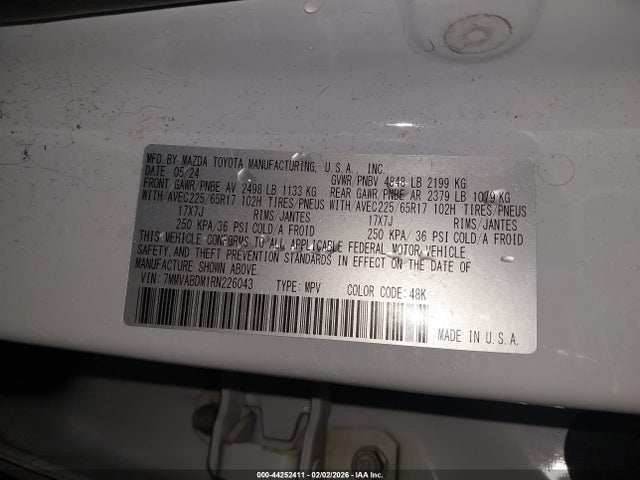 MFD. BY MAZDA TOYOTA MANUFACTURING, U.S.A., INC.
DATE 05/24 GVWR/PNBV 4848 LB 2199 KG
FRONT GAWR/PNBE AV 2498 LB 1133 KG REAR GAWR/PNBE AR 2379 LB 1079 KG
WITH/AVEC225/65R17 102H TIRES/PNEUS WITH/AVEC225/65R17 102H TIRES/PNEUS
17X7J RIMS/JANTES 17X7J RIMS/JANTES
250 KPA/36 PSI COLD/A FROID 250 KPA/ 36 PSI COLD/A FROID
THIS VEHICLE CONFORMS TO ALL APPLICABLE FEDERAL MOTOR VEHICLE
SAFETY, AND THEFT PREVENTION STANDARDS IN EFFECT ON THE DATE OF
MANUFACTURE SHOWN ABOVE.
VIN: 7MMVABDM1RN226043 TYPE: MPV COLOR CODE: 48K
MADE IN U.S.A.
000-44252411 - 02/02/2026 - IAAI.COM